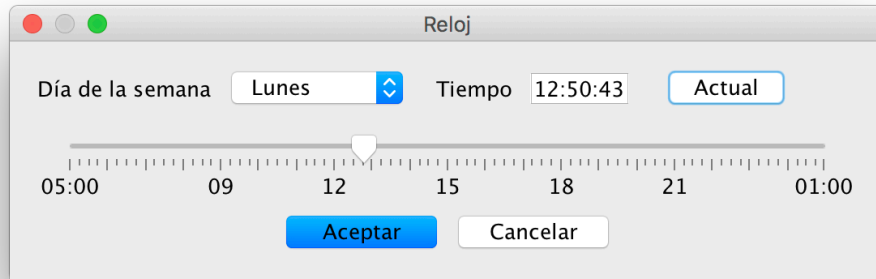 Reloj
Día de la semana Lunes Tiempo 12:50:43 Actual
05:00 09 12 15 18 21 01:00
Aceptar Cancelar